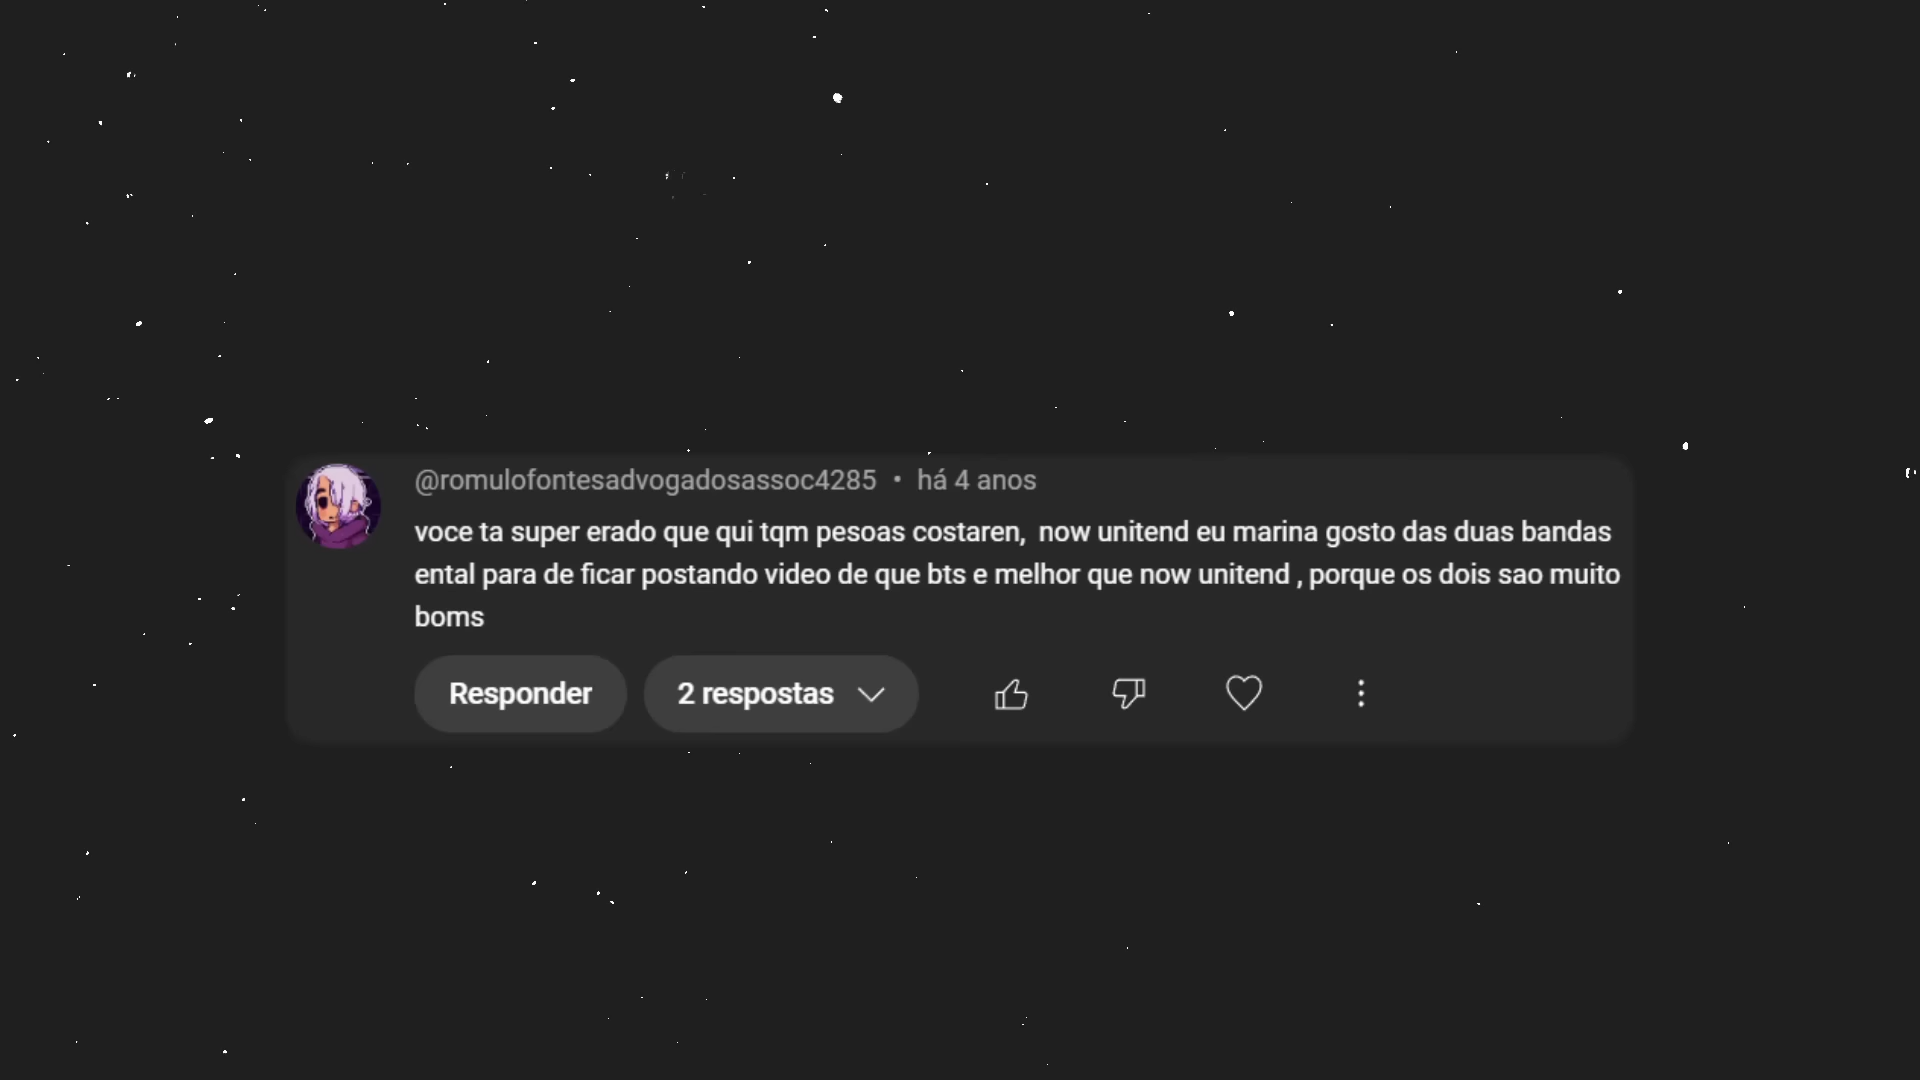 @romulofontesadvogadosassoc4285 • há 4 anos
voce ta super erado que qui tqm pesoas costaren, now unitend eu marina gosto das duas bandas
ental para de ficar postando video de que bts e melhor que now unitend , porque os dois sao muito
boms
Responder 2 respostas